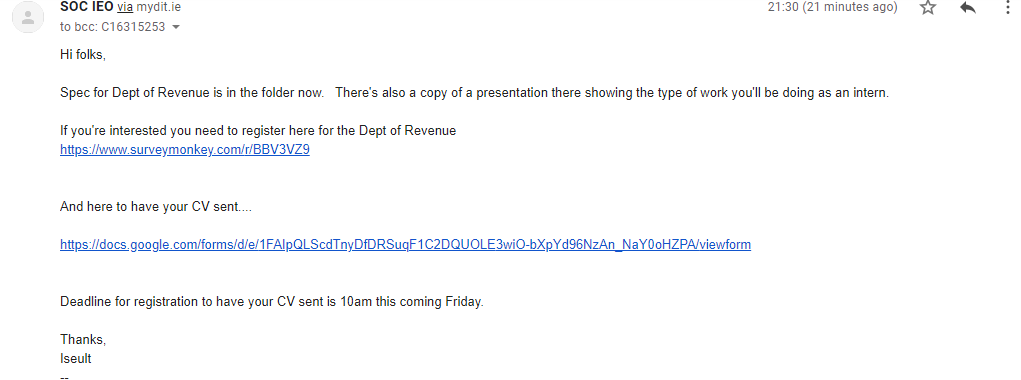 SOC IEO via mydit.ie
21:30 (21 minutes ago)
to bcc: C16315253
Hi folks,
Spec for Dept of Revenue is in the folder now.   There's also a copy of a presentation there showing the type of work you'll be doing as an intern.
If you're interested you need to register here for the Dept of Revenue
https://www.surveymonkey.com/r/BBV3VZ9
And here to have your CV sent....
https://docs.google.com/forms/d/e/1FAIpQLScdTnyDfDRSuqF1C2DQUOLE3wiO-bXpYd96NzAn_NaY0oHZPA/viewform
Deadline for registration to have your CV sent is 10am this coming Friday.
Thanks,
Iseult
--